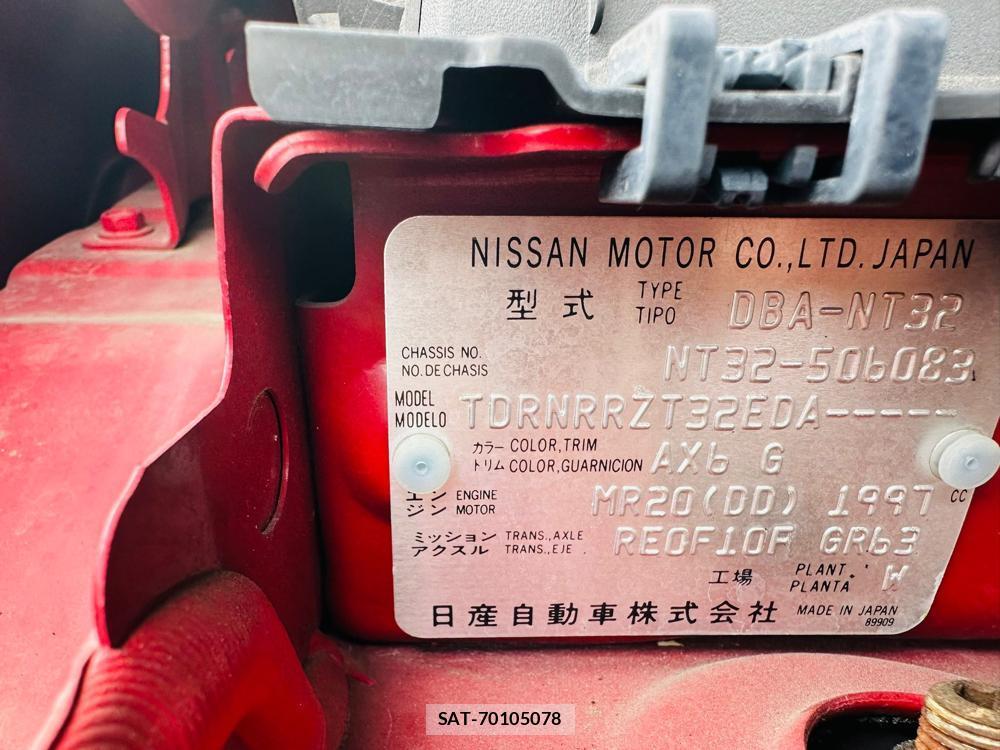 NISSAN MOTOR CO.,LTD. JAPAN
型式 TYPE TIPO DBA-NT32
CHASSIS NO. NO. DE CHASIS NT32-506083
MODEL MODELO TDRNRRZT32EDA-----
カラー COLOR, TRIM トリム COLOR, GUARNICION AX6 G
エンジン ENGINE MOTOR MR20(DD) 1997 CC
ミッション TRANS., AXLE アクスル TRANS., EJE RE0F10F GR63
工場 PLANT PLANTA W
日産自動車株式会社 MADE IN JAPAN
89909
SAT-70105078